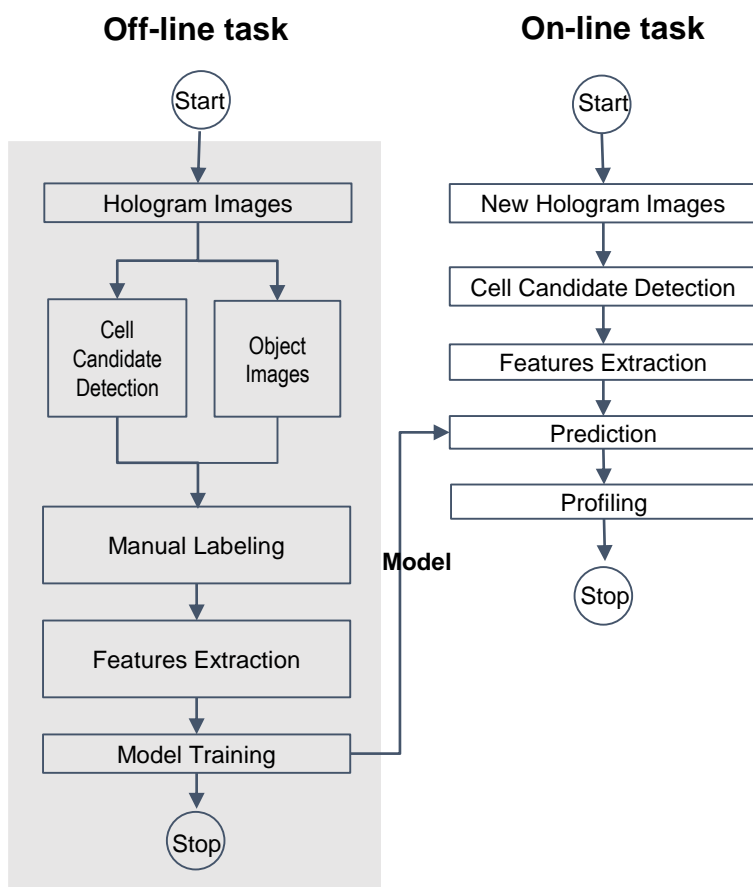 Off-line task
Start
Hologram Images
Cell
Candidate
Detection
Object
Images
Manual Labeling
Features Extraction
Model Training
Stop
Model
On-line task
Start
New Hologram Images
Cell Candidate Detection
Features Extraction
Prediction
Profiling
Stop